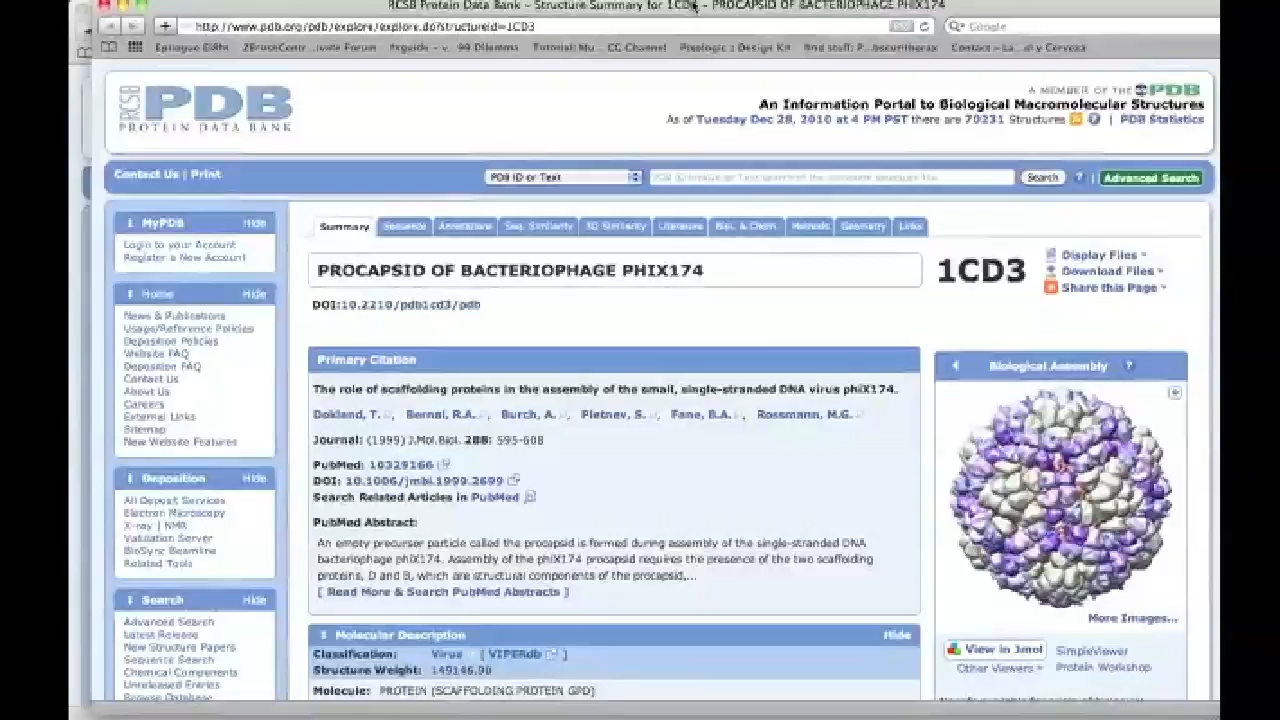 RCSB Protein Data Bank - Structure Summary for 1CD3 - PROCAPSID OF BACTERIOPHAGE PHIX174
http://www.pdb.org/pdb/explore/explore.do?structureId=1CD3
Google
CC Channel
Pixologic : Design Kit
RCSB PDB
PROTEIN DATA BANK
A MEMBER OF THE PDB
An Information Portal to Biological Macromolecular Structures
As of Tuesday Dec 28, 2010 at 4 PM PST there are 70231 Structures | PDB Statistics
Contact Us | Print
PDB ID or Text
Search
? | Advanced Search
MyPDB Hide
Login to your Account
Register a New Account
Home Hide
News & Publications
Usage/Reference Policies
Deposition Policies
Website FAQ
Deposition FAQ
Contact Us
About Us
Careers
External Links
Sitemap
New Website Features
Deposition Hide
All Deposit Services
Electron Microscopy
X-ray | NMR
Validation Server
BioSync Beamline
Related Tools
Search Hide
Advanced Search
Latest Release
New Structure Papers
Sequence Search
Chemical Components
Unreleased Entries
Browse Database
Summary Sequence Annotations Seq. Similarity 3D Similarity Literature Biol. & Chem. Methods Geometry Links
PROCAPSID OF BACTERIOPHAGE PHIX174
1CD3
Display Files
Download Files
Share this Page
DOI:10.2210/pdb1cd3/pdb
Primary Citation
The role of scaffolding proteins in the assembly of the small, single-stranded DNA virus phiX174.
Dokland, T., Bernal, R.A., Burch, A., Pletnev, S., Fane, B.A., Rossmann, M.G.
Journal: (1999) J.Mol.Biol. 288: 595-608
PubMed: 10329166
DOI: 10.1006/jmbi.1999.2699
Search Related Articles in PubMed
PubMed Abstract:
An empty precursor particle called the procapsid is formed during assembly of the single-stranded DNA
bacteriophage phiX174. Assembly of the phiX174 procapsid requires the presence of the two scaffolding
proteins, D and B, which are structural components of the procapsid,...
[ Read More & Search PubMed Abstracts ]
Molecular Description Hide
Classification: Virus [ VIPERdb ]
Structure Weight: 149146.90
Molecule: PROTEIN (SCAFFOLDING PROTEIN GPD)
Biological Assembly ?
More Images...
View in Jmol SimpleViewer
Other Viewers Protein Workshop